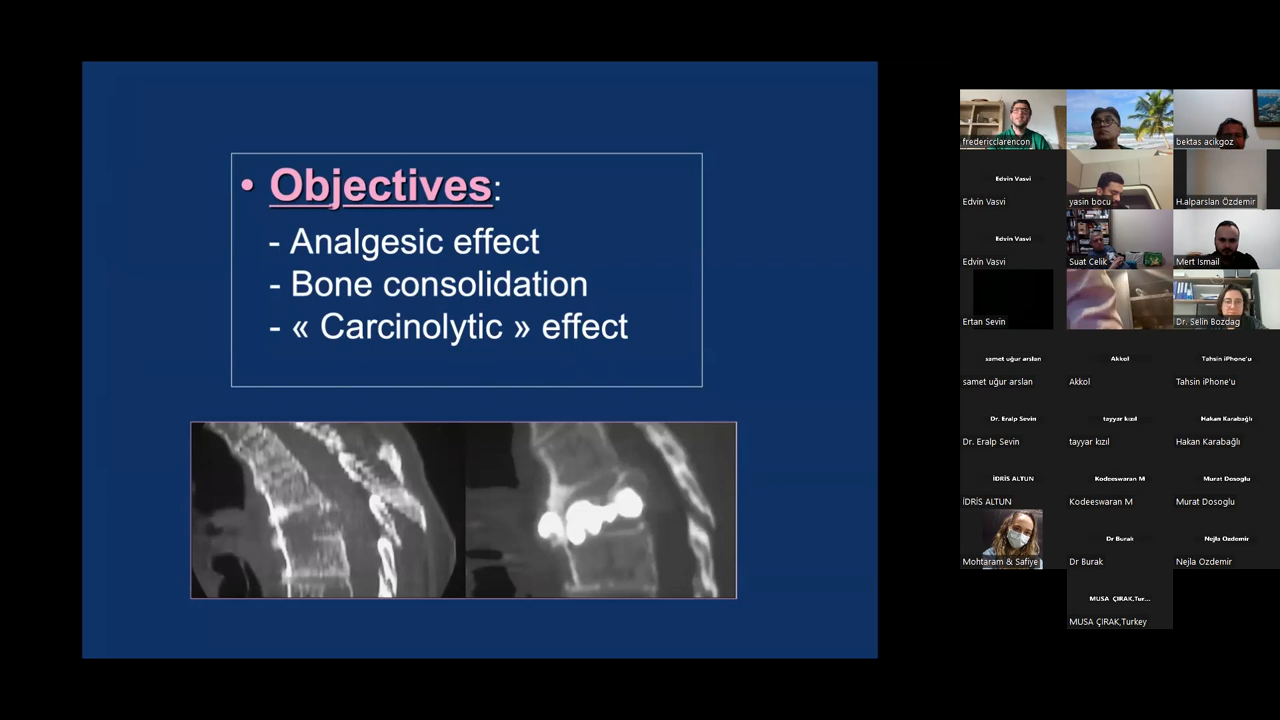 • Objectives:
- Analgesic effect
- Bone consolidation
- « Carcinolytic » effect
fredericclarencon
bektas acikgoz
Edvin Vasvi
Edvin Vasvi
yasin bocu
H.alparslan Özdemir
Edvin Vasvi
Edvin Vasvi
Suat Çelik
Mert Ismail
Ertan Sevin
Dr. Selin Bozdag
samet uğur arslan
Akkol
Tahsin iPhone'u
samet uğur arslan
Akkol
Tahsin iPhone'u
Dr. Eralp Sevin
tayyar kızıl
Hakan Karabağlı
Dr. Eralp Sevin
tayyar kızıl
Hakan Karabağlı
İDRİS ALTUN
Kodeeswaran M
Murat Dosoglu
İDRİS ALTUN
Kodeeswaran M
Murat Dosoglu
Dr Burak
Nejla Ozdemir
Mohtaram & Safiye
Dr Burak
Nejla Ozdemir
MUSA ÇIRAK,Tur...
MUSA ÇIRAK,Turkey